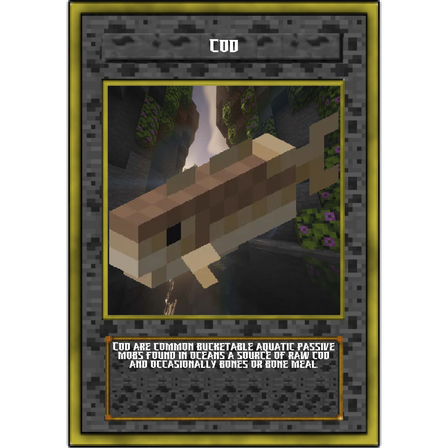 COD
COD ARE COMMON BUCKETABLE AQUATIC PASSIVE
MOBS FOUND IN OCEANS A SOURCE OF RAW COD
AND OCCASIONALLY BONES OR BONE MEAL